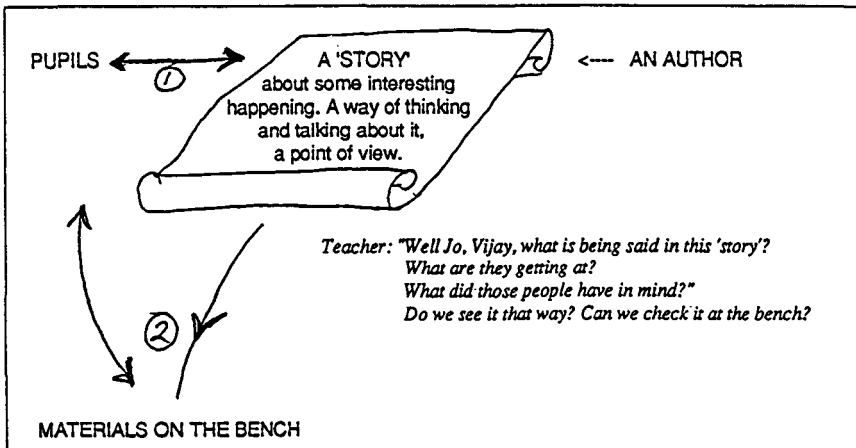 PUPILS
①
A 'STORY'
about some interesting
happening. A way of thinking
and talking about it,
a point of view.
<---- AN AUTHOR
Teacher: "Well Jo, Vijay, what is being said in this 'story'?
What are they getting at?
What did those people have in mind?"
Do we see it that way? Can we check it at the bench?
②
MATERIALS ON THE BENCH